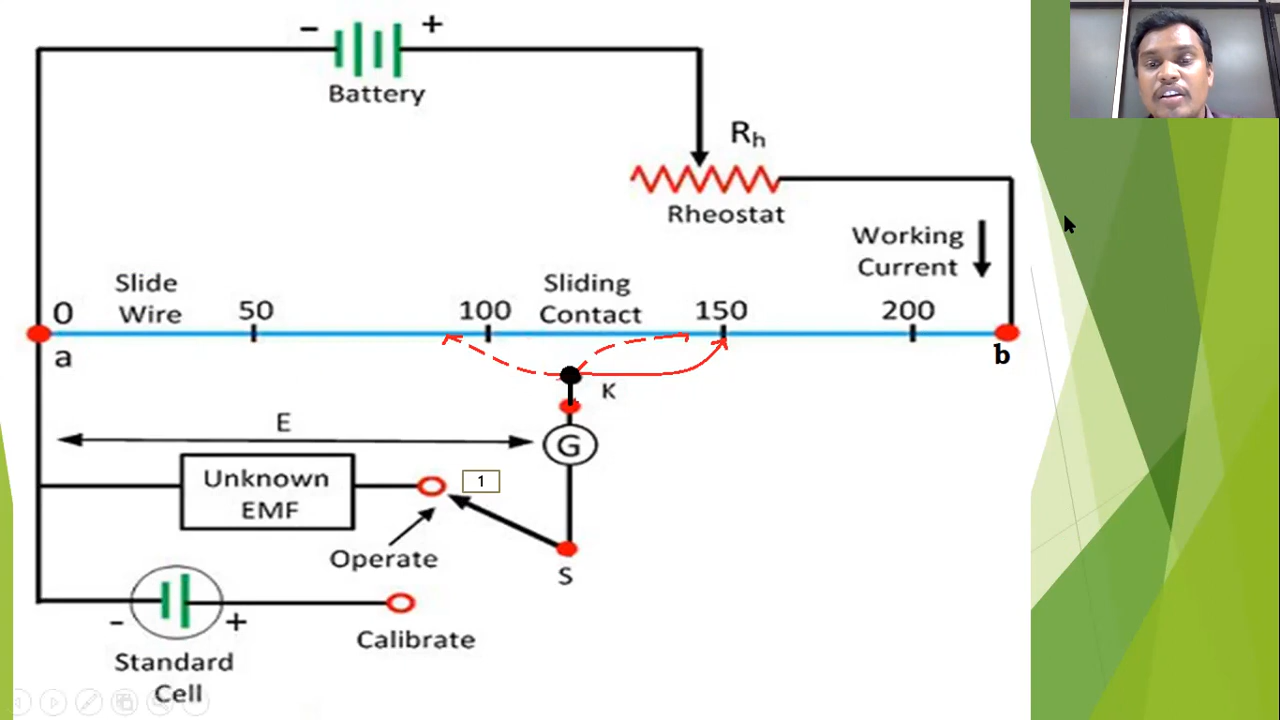 - +
Battery
Rh
Rheostat
Working
Current
Slide
Wire
Sliding
Contact
0 50 100 150 200
a
b
K
E
G
Unknown
EMF
1
Operate
S
- +
Calibrate
Standard
Cell